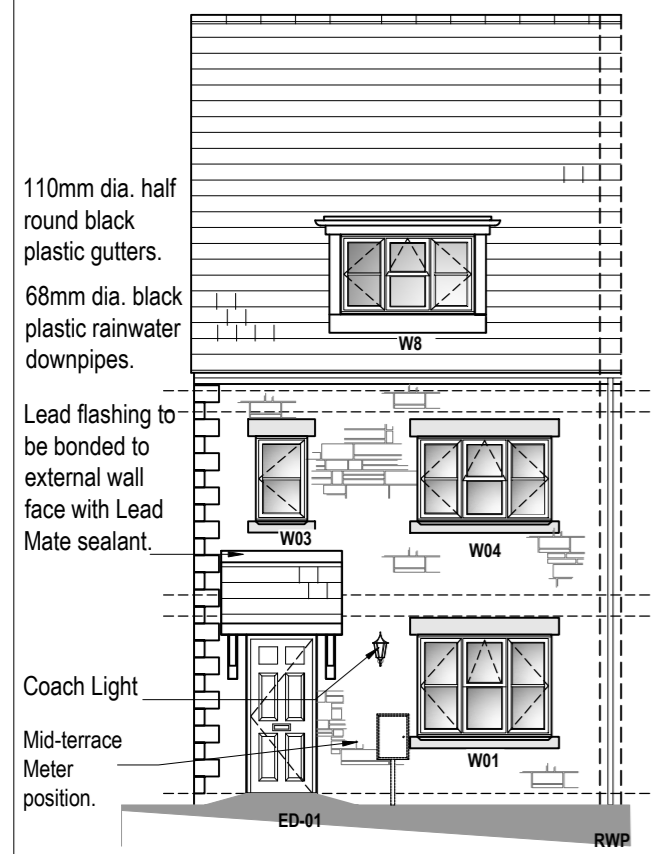 110mm dia. half
round black
plastic gutters.
68mm dia. black
plastic rainwater
downpipes.
W8
Lead flashing to
be bonded to
external wall
face with Lead
Mate sealant.
W03
W04
Coach Light
Mid-terrace
Meter
position.
W01
ED-01
RWP